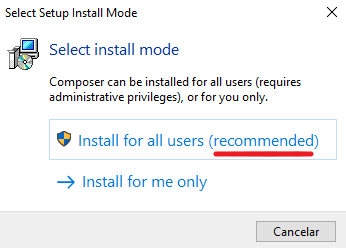 Select Setup Install Mode
Select install mode
Composer can be installed for all users (requires
administrative privileges), or for you only.
Install for all users (recommended)
Install for me only
Cancelar